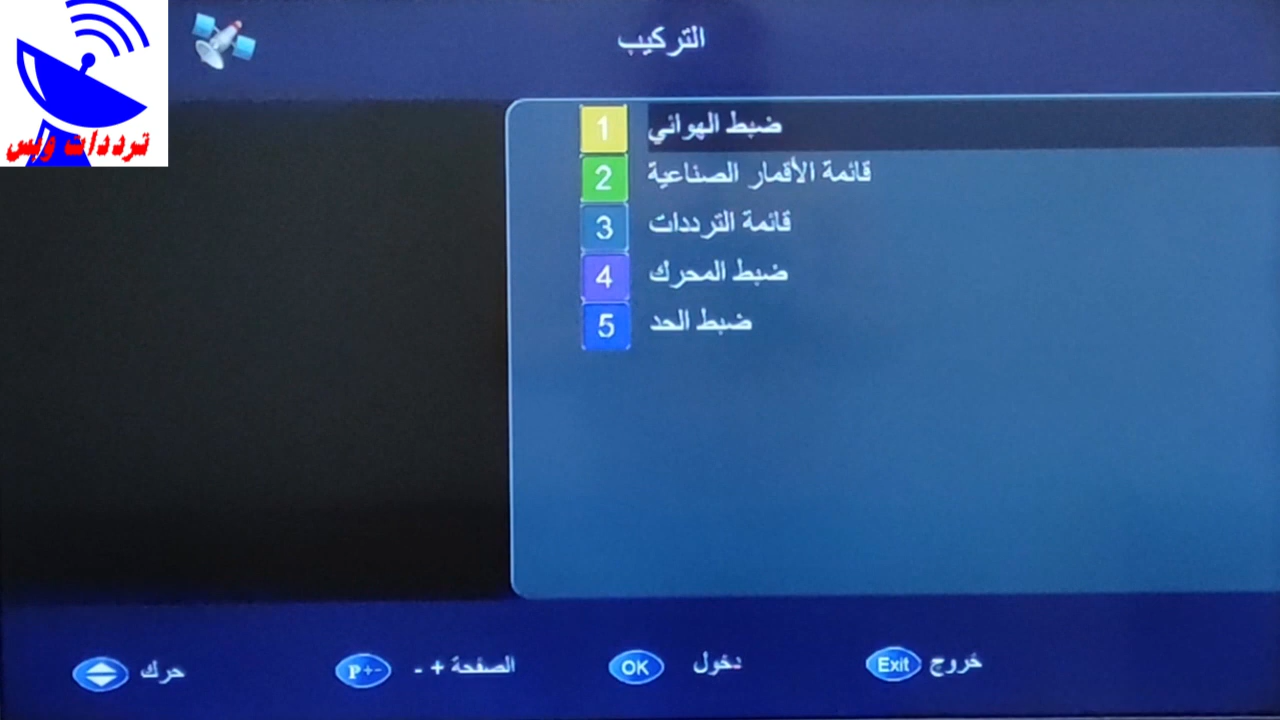 التركيب
ترددات وبس
1 ضبط الهوائي
2 قائمة الأقمار الصناعية
3 قائمة الترددات
4 ضبط المحرك
5 ضبط الحد
حرك
P+- الصفحة + -
OK دخول
Exit خروج